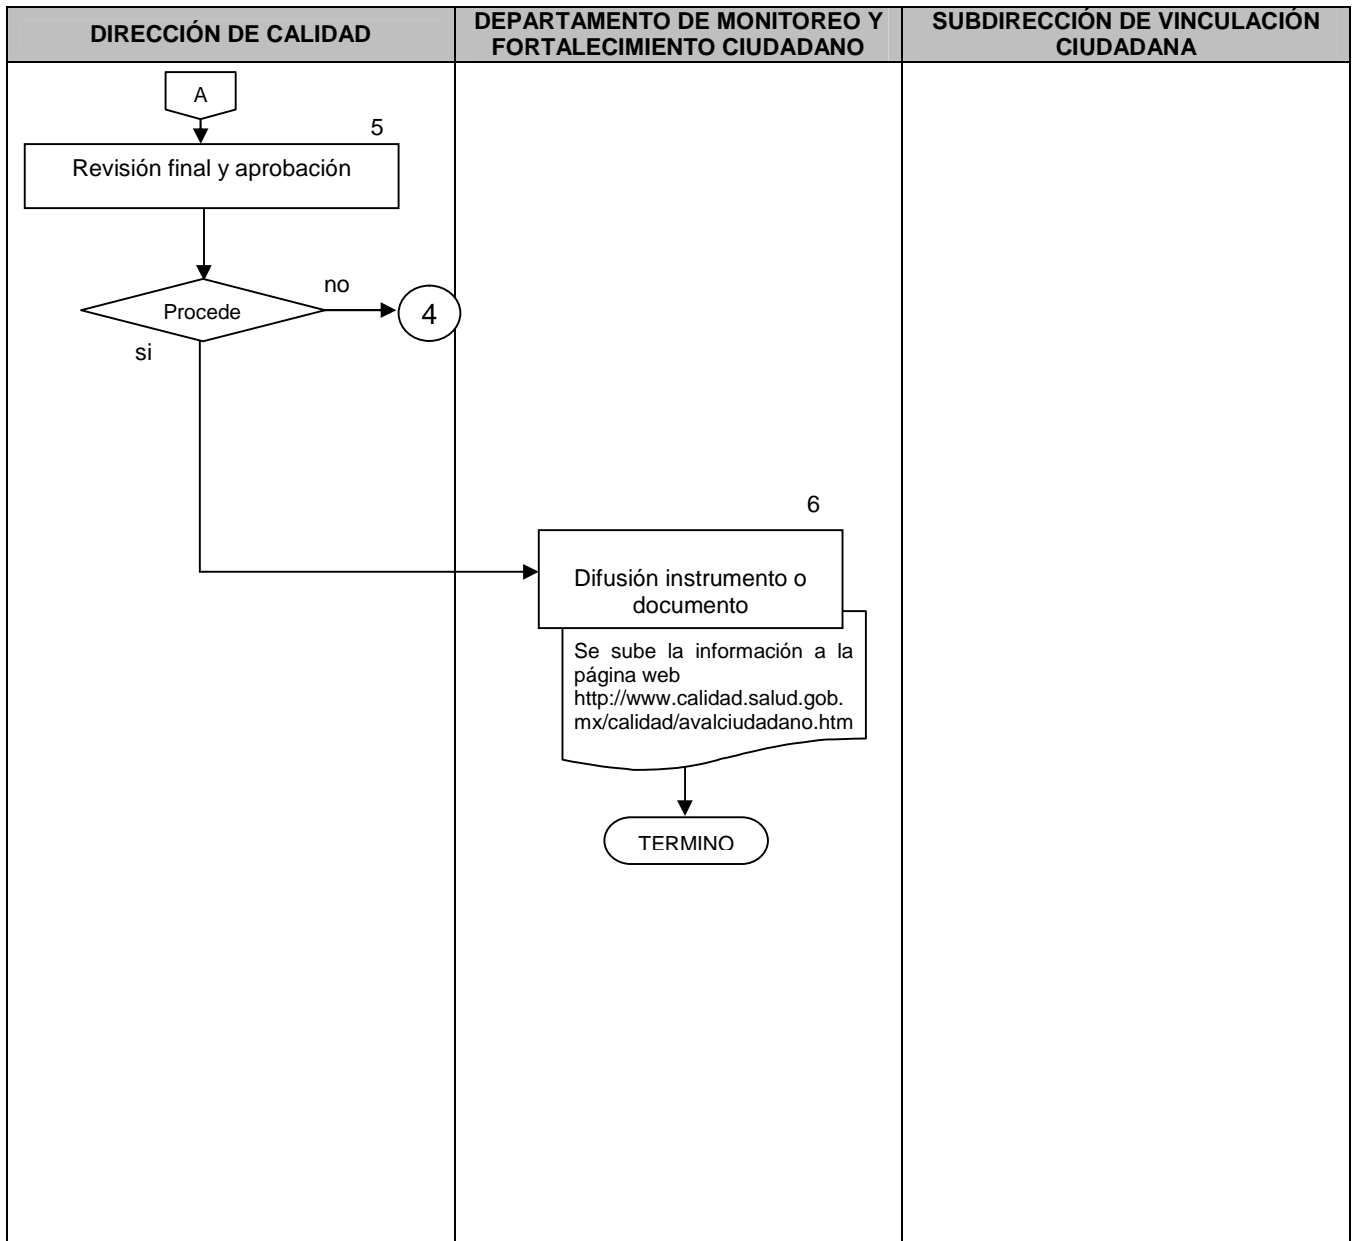 DIRECCIÓN DE CALIDAD
DEPARTAMENTO DE MONITOREO Y
FORTALECIMIENTO CIUDADANO
SUBDIRECCIÓN DE VINCULACIÓN
CIUDADANA
A
5
Revisión final y aprobación
Procede
no
4
si
6
Difusión instrumento o
documento
Se sube la información a la
página web
http://www.calidad.salud.gob.
mx/calidad/avalciudadano.htm
TERMINO